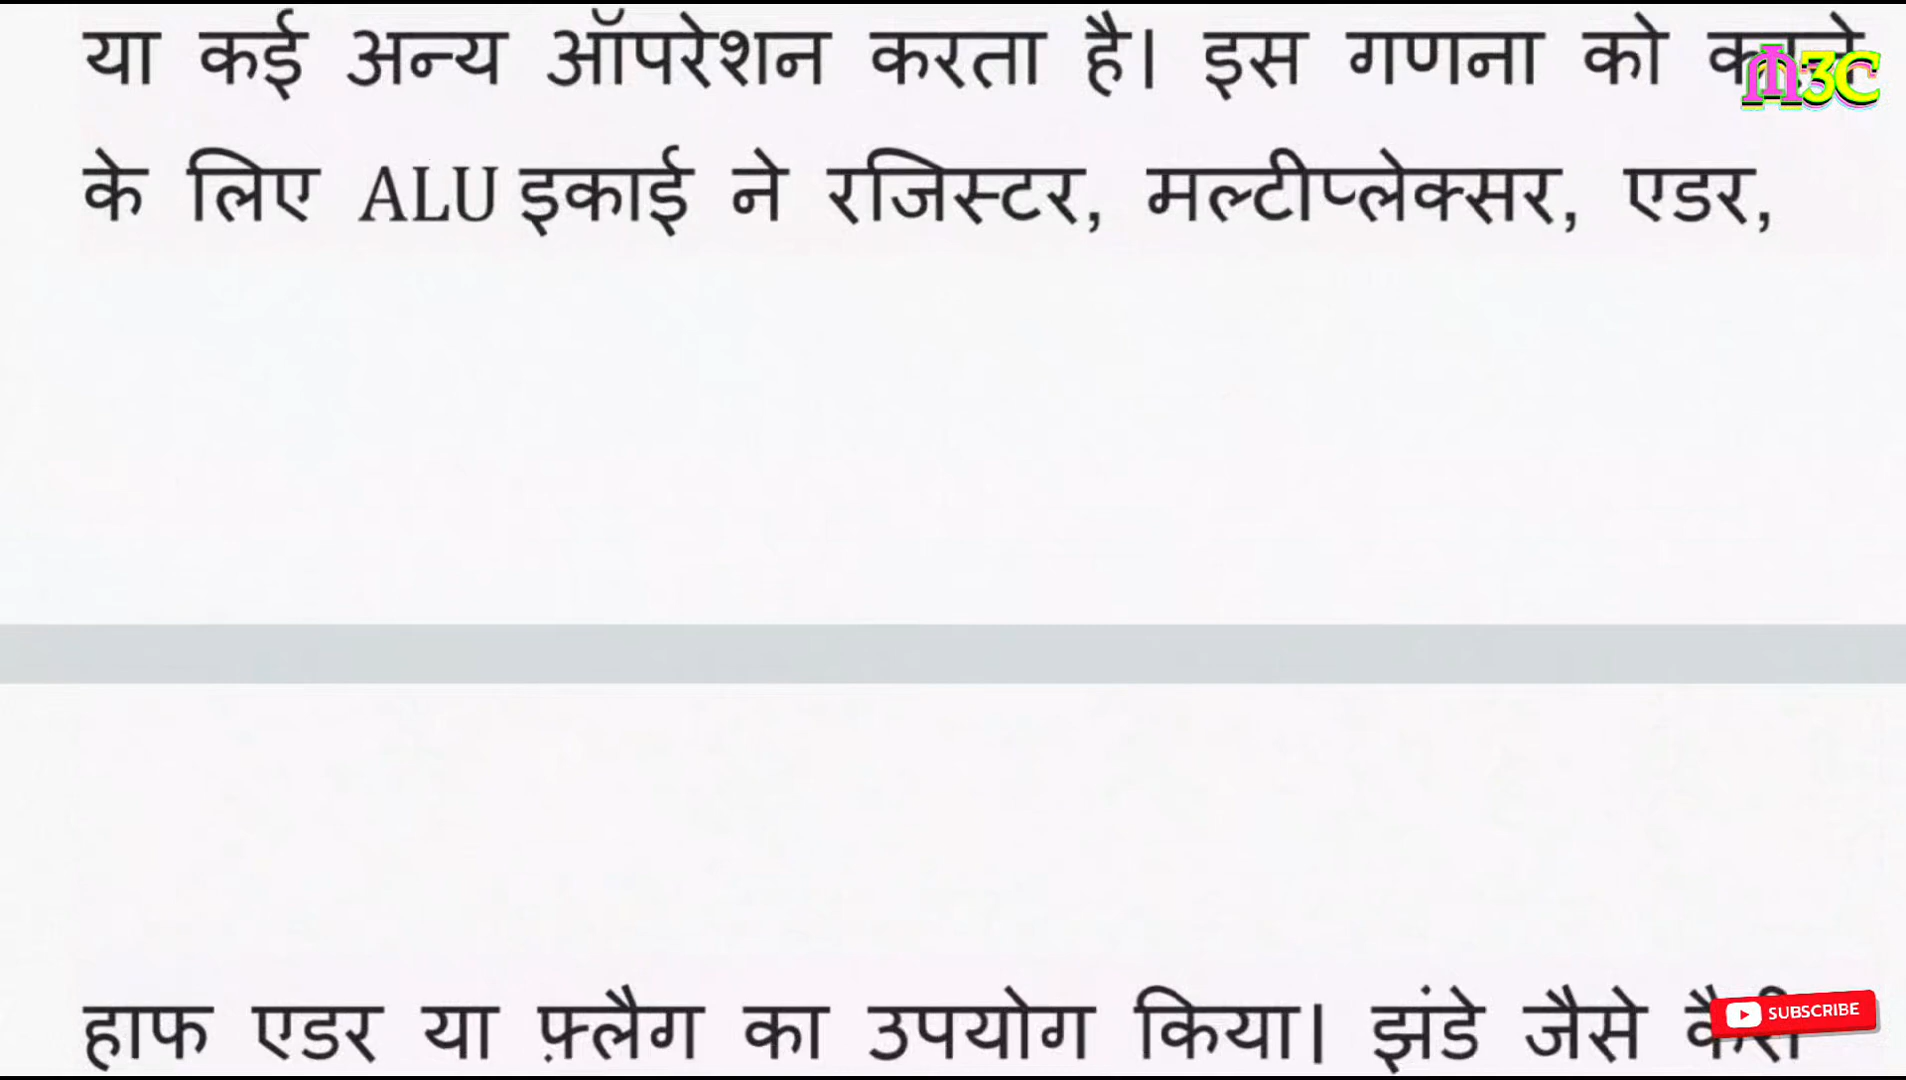 या कई अन्य ऑपरेशन करता है। इस गणना को
M3C
के लिए ALU इकाई ने रजिस्टर, मल्टीप्लेक्सर, एडर,
हाफ एडर या फ़्लैग का उपयोग किया। झंडे जैसे कैरी
SUBSCRIBE